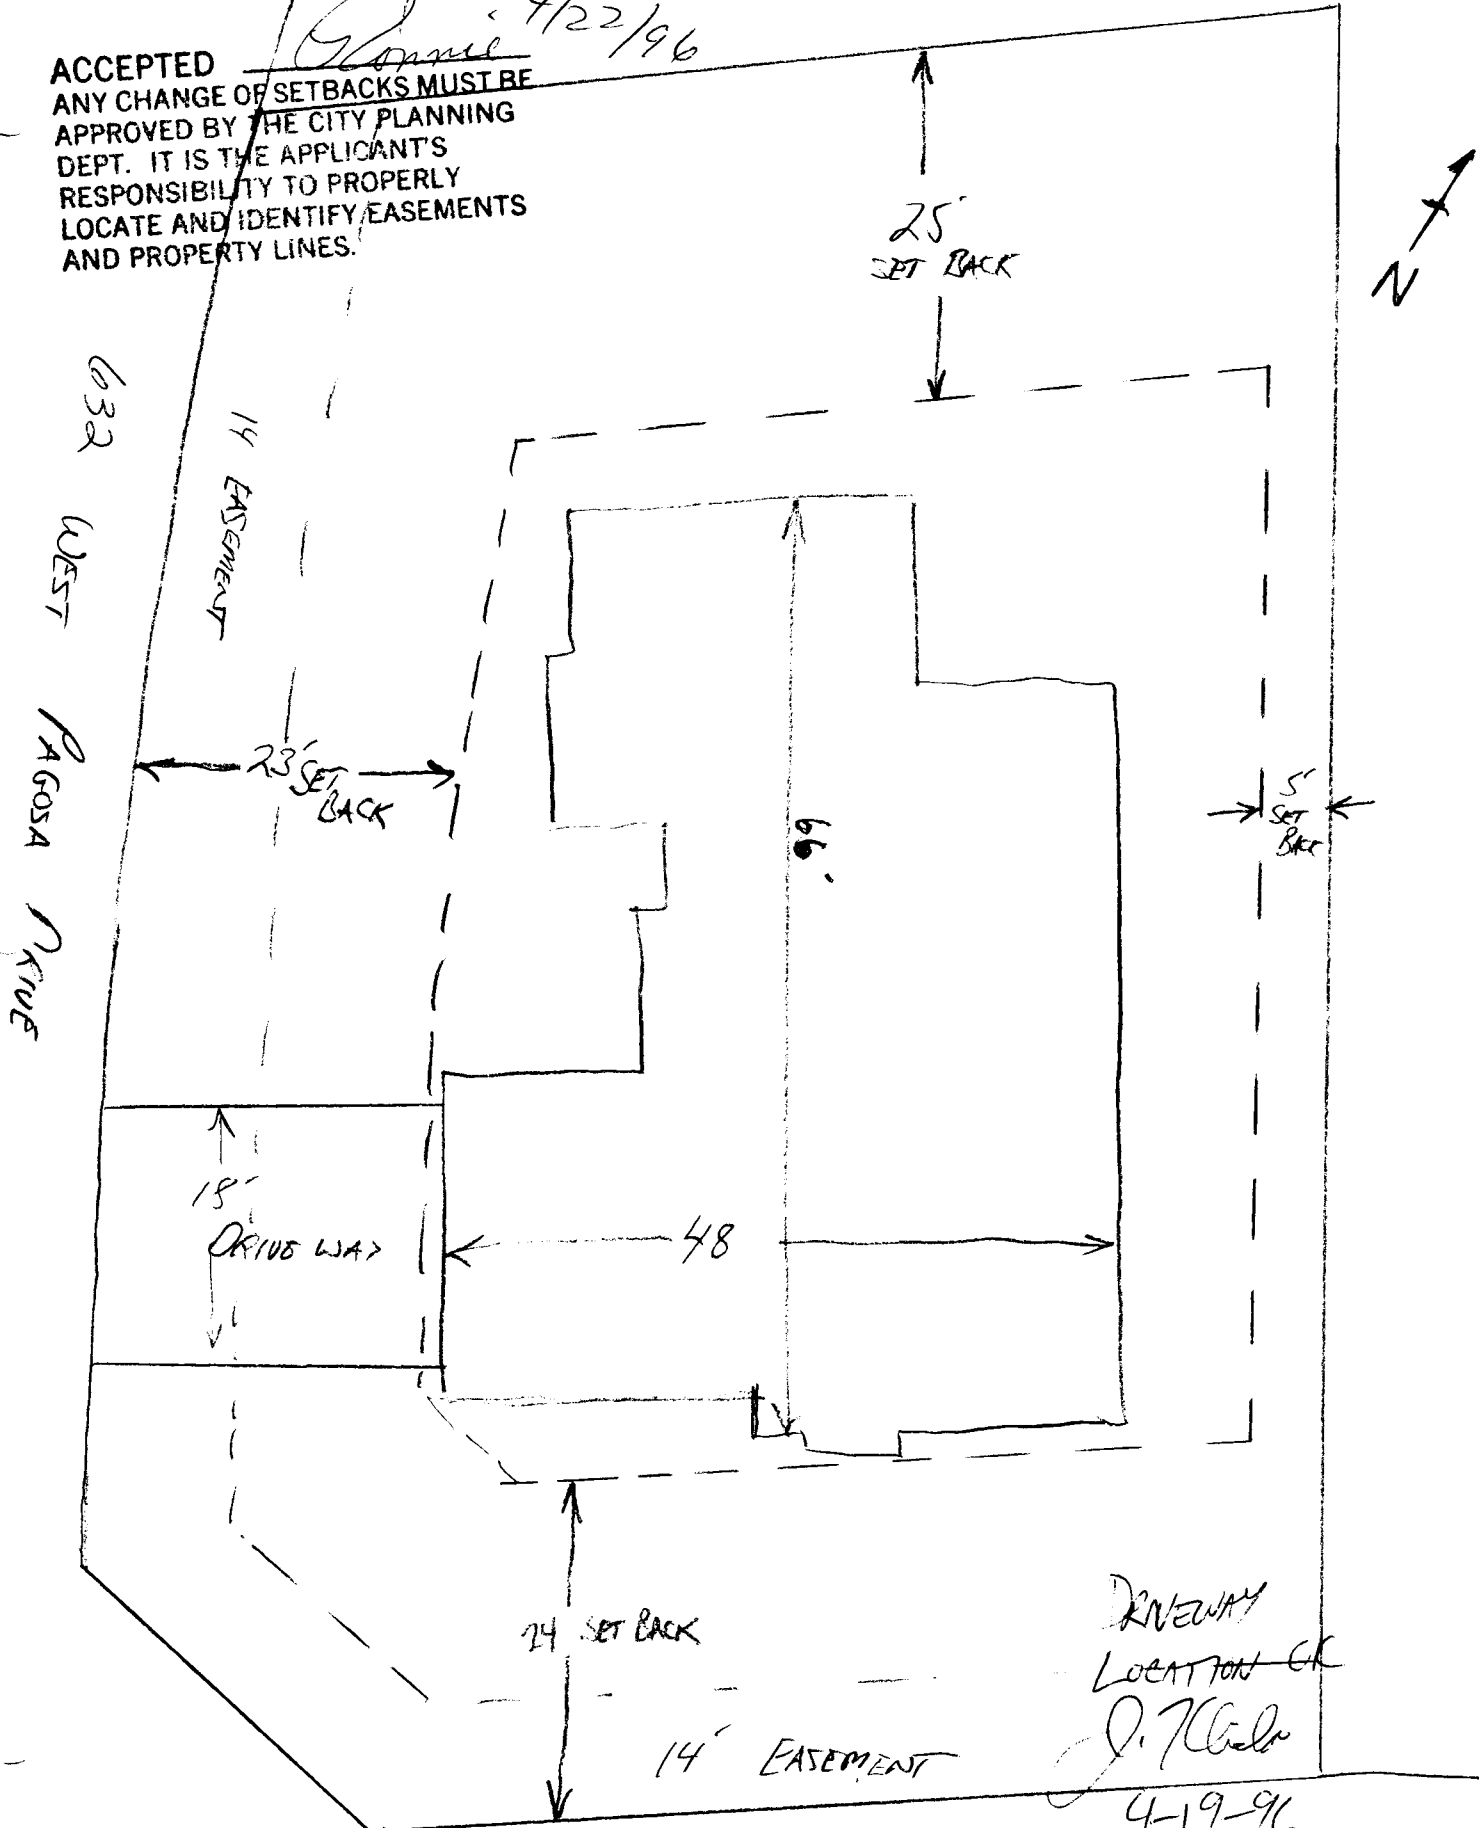 4/22/96
ACCEPTED Ronnie
ANY CHANGE OF SETBACKS MUST BE
APPROVED BY THE CITY PLANNING
DEPT. IT IS THE APPLICANT'S
RESPONSIBILITY TO PROPERLY
LOCATE AND IDENTIFY EASEMENTS
AND PROPERTY LINES.
25'
SET BACK
N
632 WEST PAGOSA DRIVE
14 EASEMENT
23' SET
BACK
66'
5'
SET
BACK
18'
DRIVE WAY
48
24 SET BACK
DRIVEWAY
LOCATION OK
14' EASEMENT
4-19-96